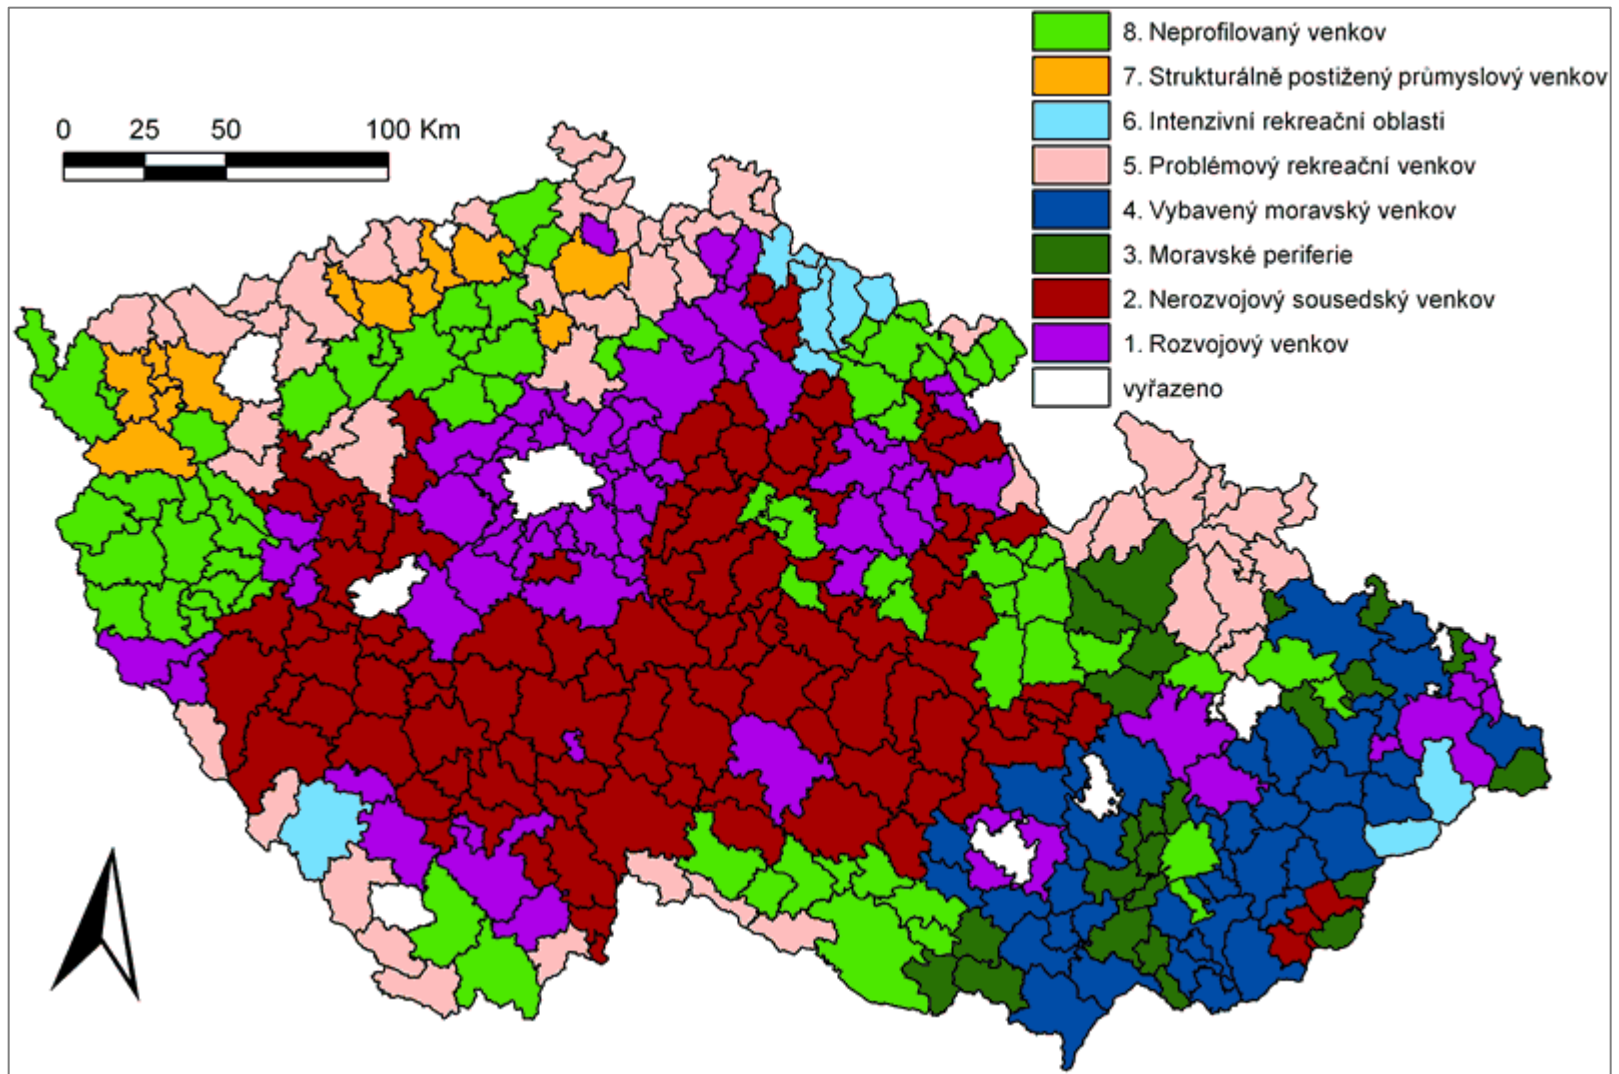 8. Neprofilovaný venkov
7. Strukturálně postižený průmyslový venkov
6. Intenzivní rekreační oblasti
5. Problémový rekreační venkov
4. Vybavený moravský venkov
3. Moravské periferie
2. Nerozvojový sousedský venkov
1. Rozvojový venkov
vyřazeno
0 25 50 100 Km